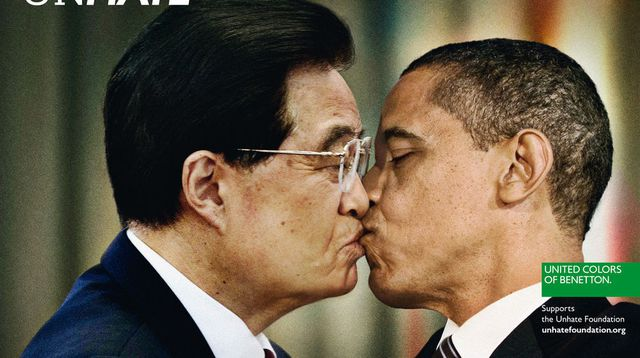 UNHATE
UNITED COLORS
OF BENETTON.
Supports
the Unhate Foundation
unhatefoundation.org